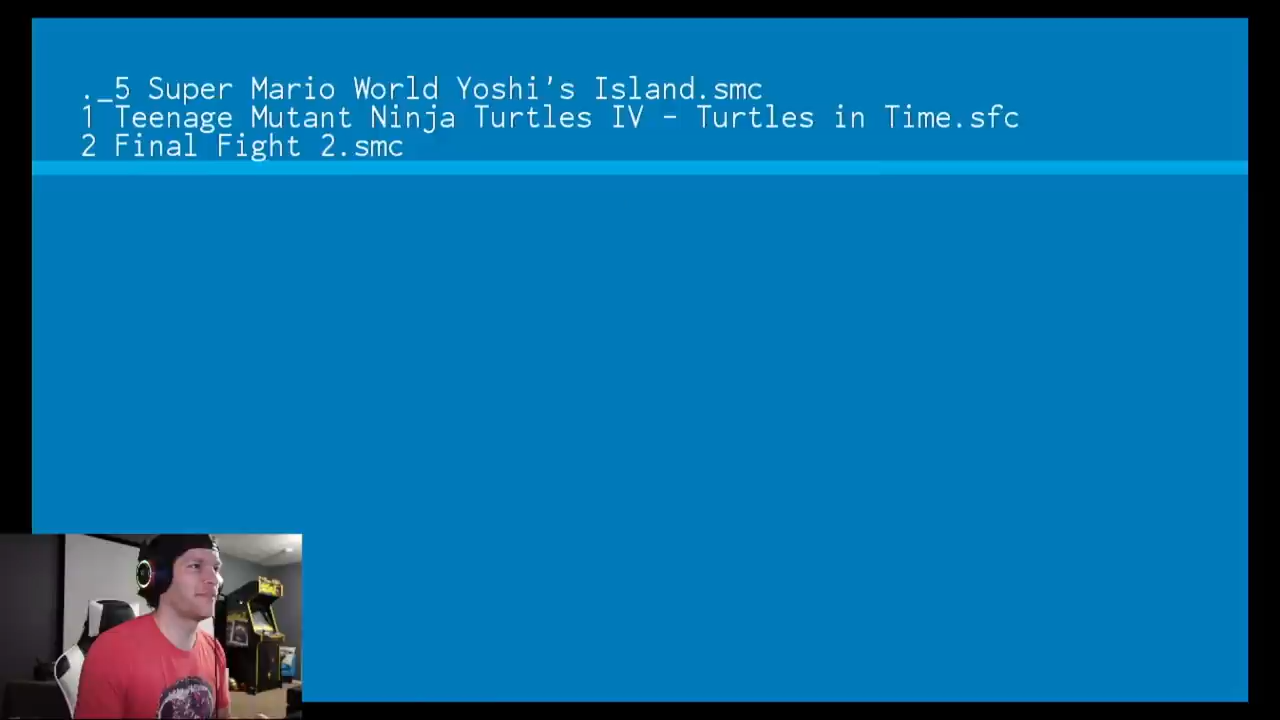 ._5 Super Mario World Yoshi's Island.smc
1 Teenage Mutant Ninja Turtles IV - Turtles in Time.sfc
2 Final Fight 2.smc